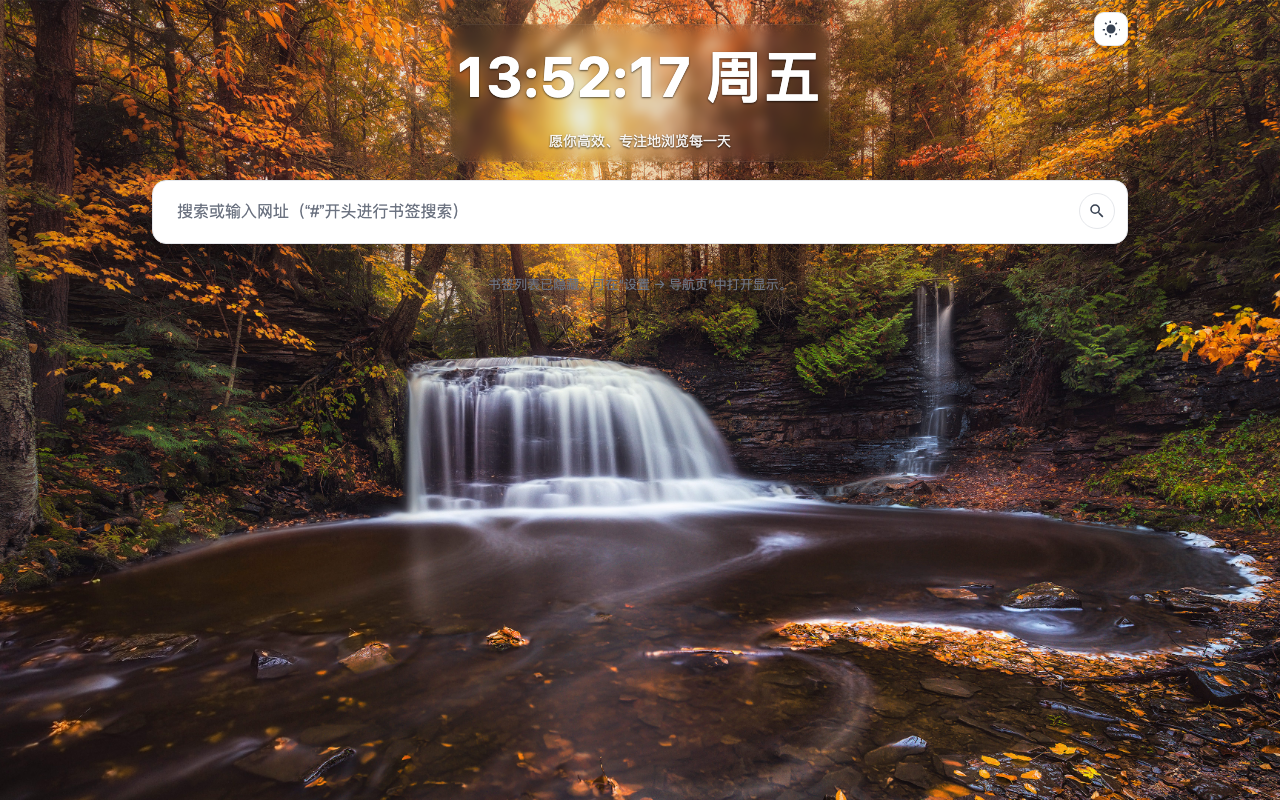 13:52:17 周五
愿你高效、专注地浏览每一天
搜索或输入网址（“#”开头进行书签搜索）
书签列表已隐藏，可在“设置 → 导航页”中打开显示。